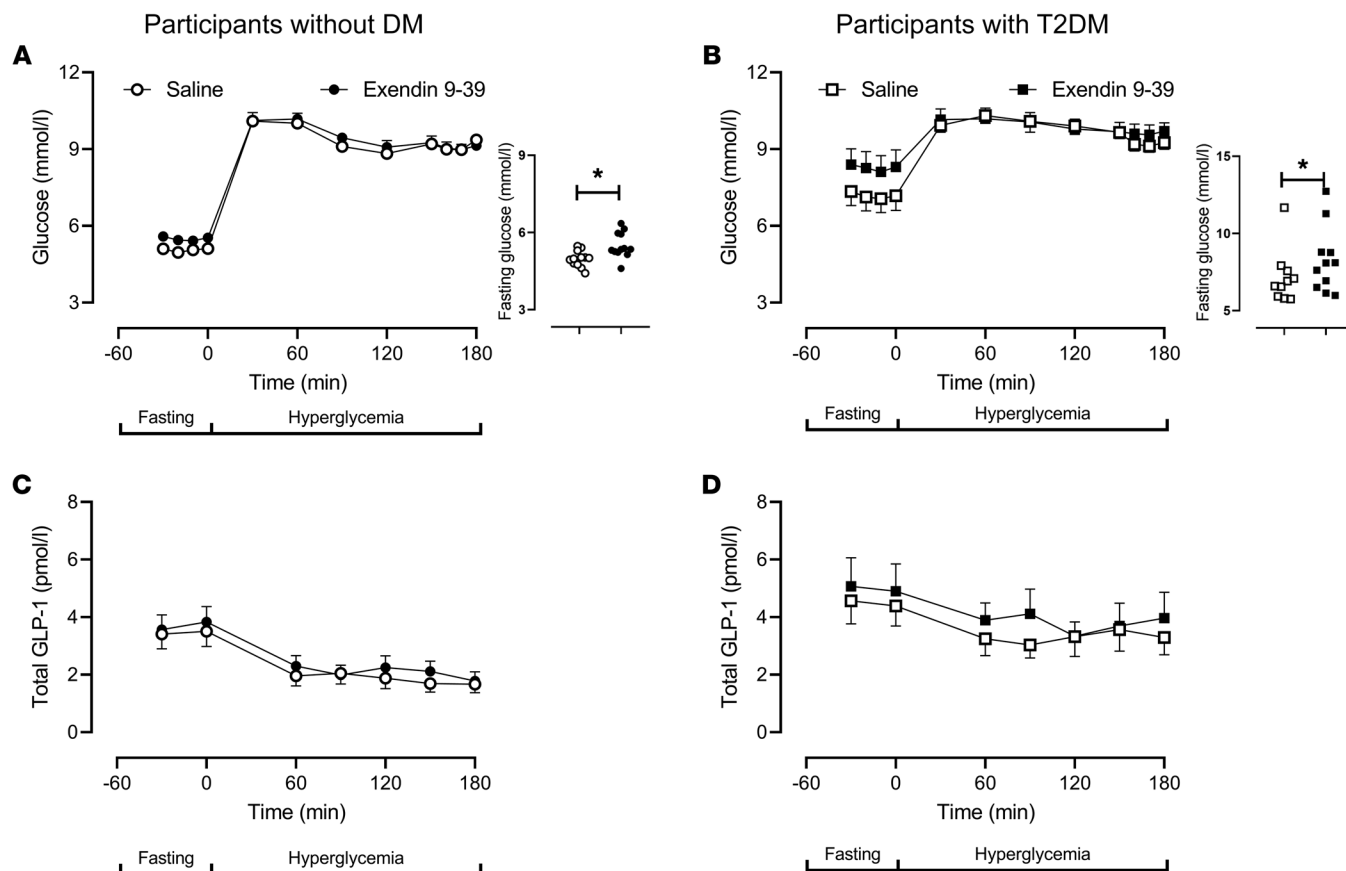 Participants without DM
Participants with T2DM
A
12
9
6
3
Glucose (mmol/l)
Saline
Exendin 9-39
-60 0 60 120 180
Time (min)
Fasting
Hyperglycemia
9
6
3
Fasting glucose (mmol/l)
*
B
12
9
6
3
Glucose (mmol/l)
Saline
Exendin 9-39
-60 0 60 120 180
Time (min)
Fasting
Hyperglycemia
15
10
5
Fasting glucose (mmol/l)
*
C
8
6
4
2
0
Total GLP-1 (pmol/l)
-60 0 60 120 180
Time (min)
Fasting
Hyperglycemia
D
8
6
4
2
0
Total GLP-1 (pmol/l)
-60 0 60 120 180
Time (min)
Fasting
Hyperglycemia